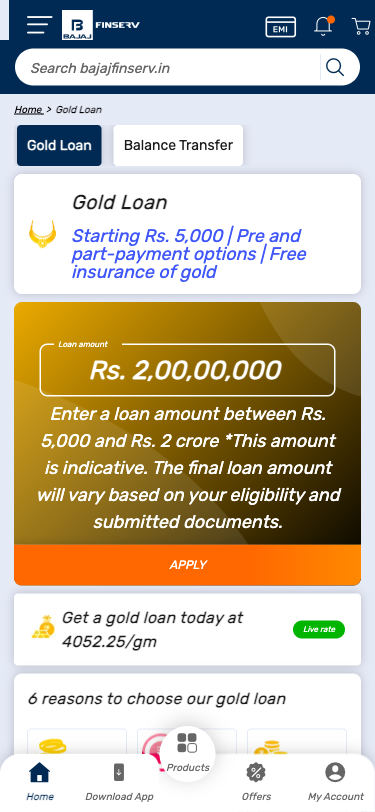 BAJAJ FINSERV
EMI
Search bajajfinserv.in
Home > Gold Loan
Gold Loan
Balance Transfer
Gold Loan
Starting Rs. 5,000 | Pre and
part-payment options | Free
insurance of gold
Loan amount
Rs. 2,00,00,000
Enter a loan amount between Rs.
5,000 and Rs. 2 crore *This amount
is indicative. The final loan amount
will vary based on your eligibility and
submitted documents.
APPLY
Get a gold loan today at
4052.25/gm
Live rate
6 reasons to choose our gold loan
Home
Download App
Products
Offers
My Account